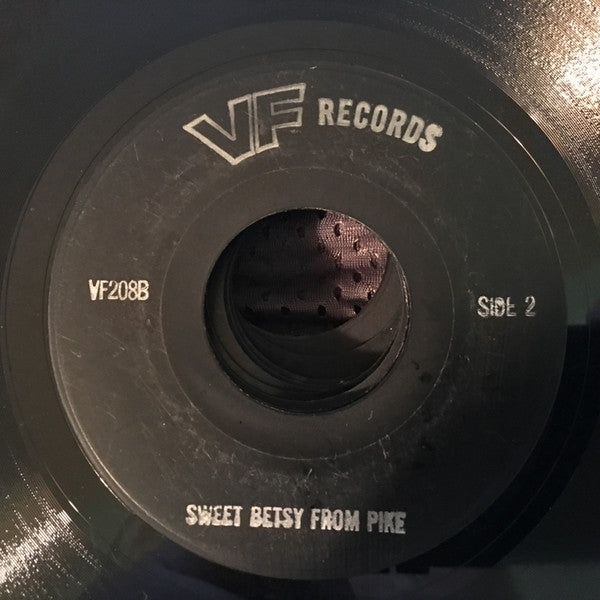 VF RECORDS
VF208B
SIDE 2
SWEET BETSY FROM PIKE